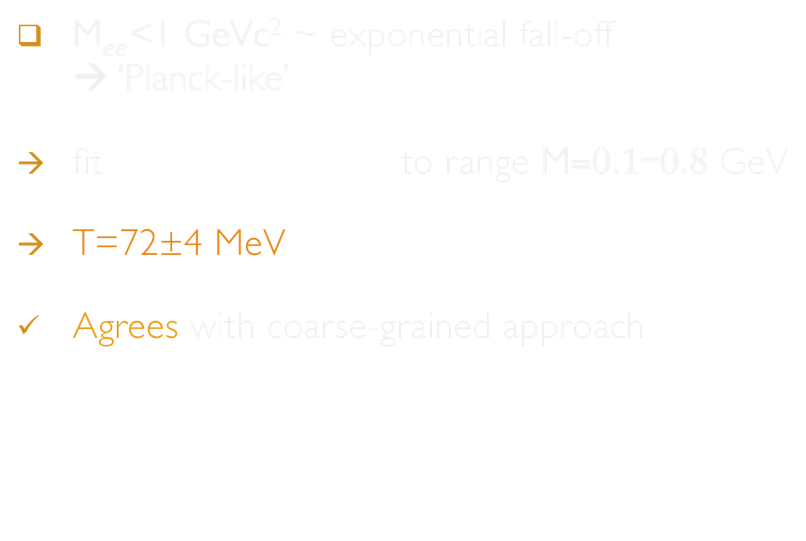 ❑ Mₑₑ<1 GeVc² ~ exponential fall-off
→ ‘Planck-like’
→ fit to range M=0.1−0.8 GeV
→ T=72±4 MeV
✓ Agrees with coarse-grained approach